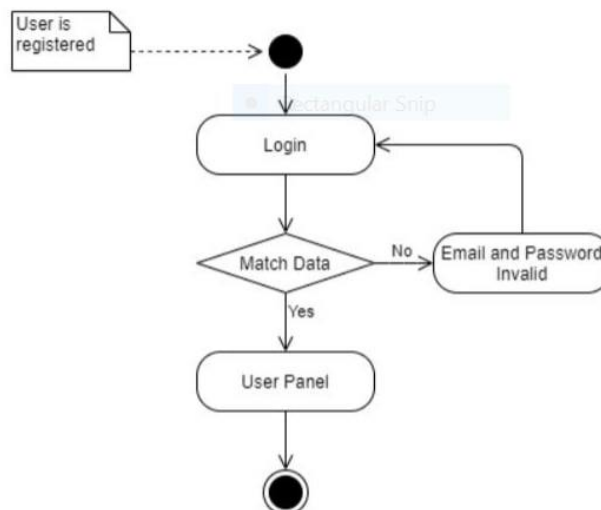 User is
registered
Rectangular Snip
Login
Match Data
No
Email and Password
Invalid
Yes
User Panel